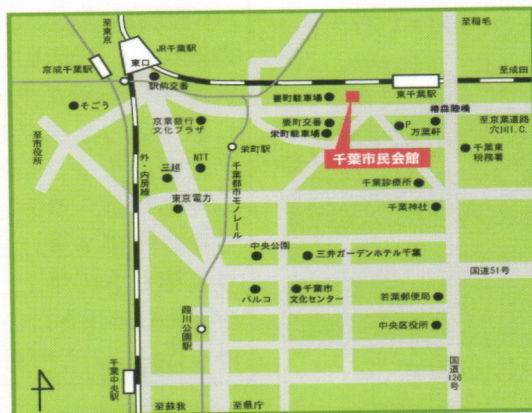 至東京
至稲毛
JR千葉駅
東口
京成千葉駅
至成田
駅前交番
要町駐車場
東千葉駅
椿森陸橋
そごう
京葉銀行
文化プラザ
要町交番
栄町駐車場
P
万葉軒
至京葉道路
穴川I.C.
至市役所
栄町駅
千葉市民会館
千葉東
税務署
外・内房線
三越
NTT
千葉都市モノレール
千葉診療所
東京電力
千葉神社
中央公園
三井ガーデンホテル千葉
国道51号
パルコ
千葉市
文化センター
若葉郵便局
葭川公園駅
中央区役所
国道126号
千葉中央駅
至蘇我
至県庁